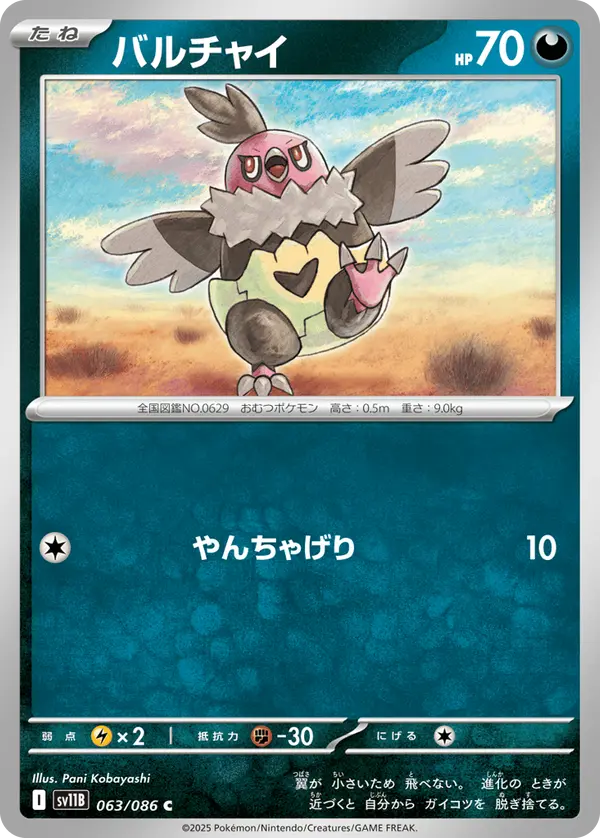 たね
バルチャイ
HP70
全国図鑑NO.0629 おむつポケモン 高さ：0.5m 重さ：9.0kg
やんちゃげり 10
弱点 ×2 抵抗力 -30 にげる
Illus. Pani Kobayashi
翼が 小さいため 飛べない。進化の ときが
近づくと 自分から ガイコツを 脱ぎ捨てる。
I sv11B 063/086 C
©2025 Pokémon/Nintendo/Creatures/GAME FREAK.